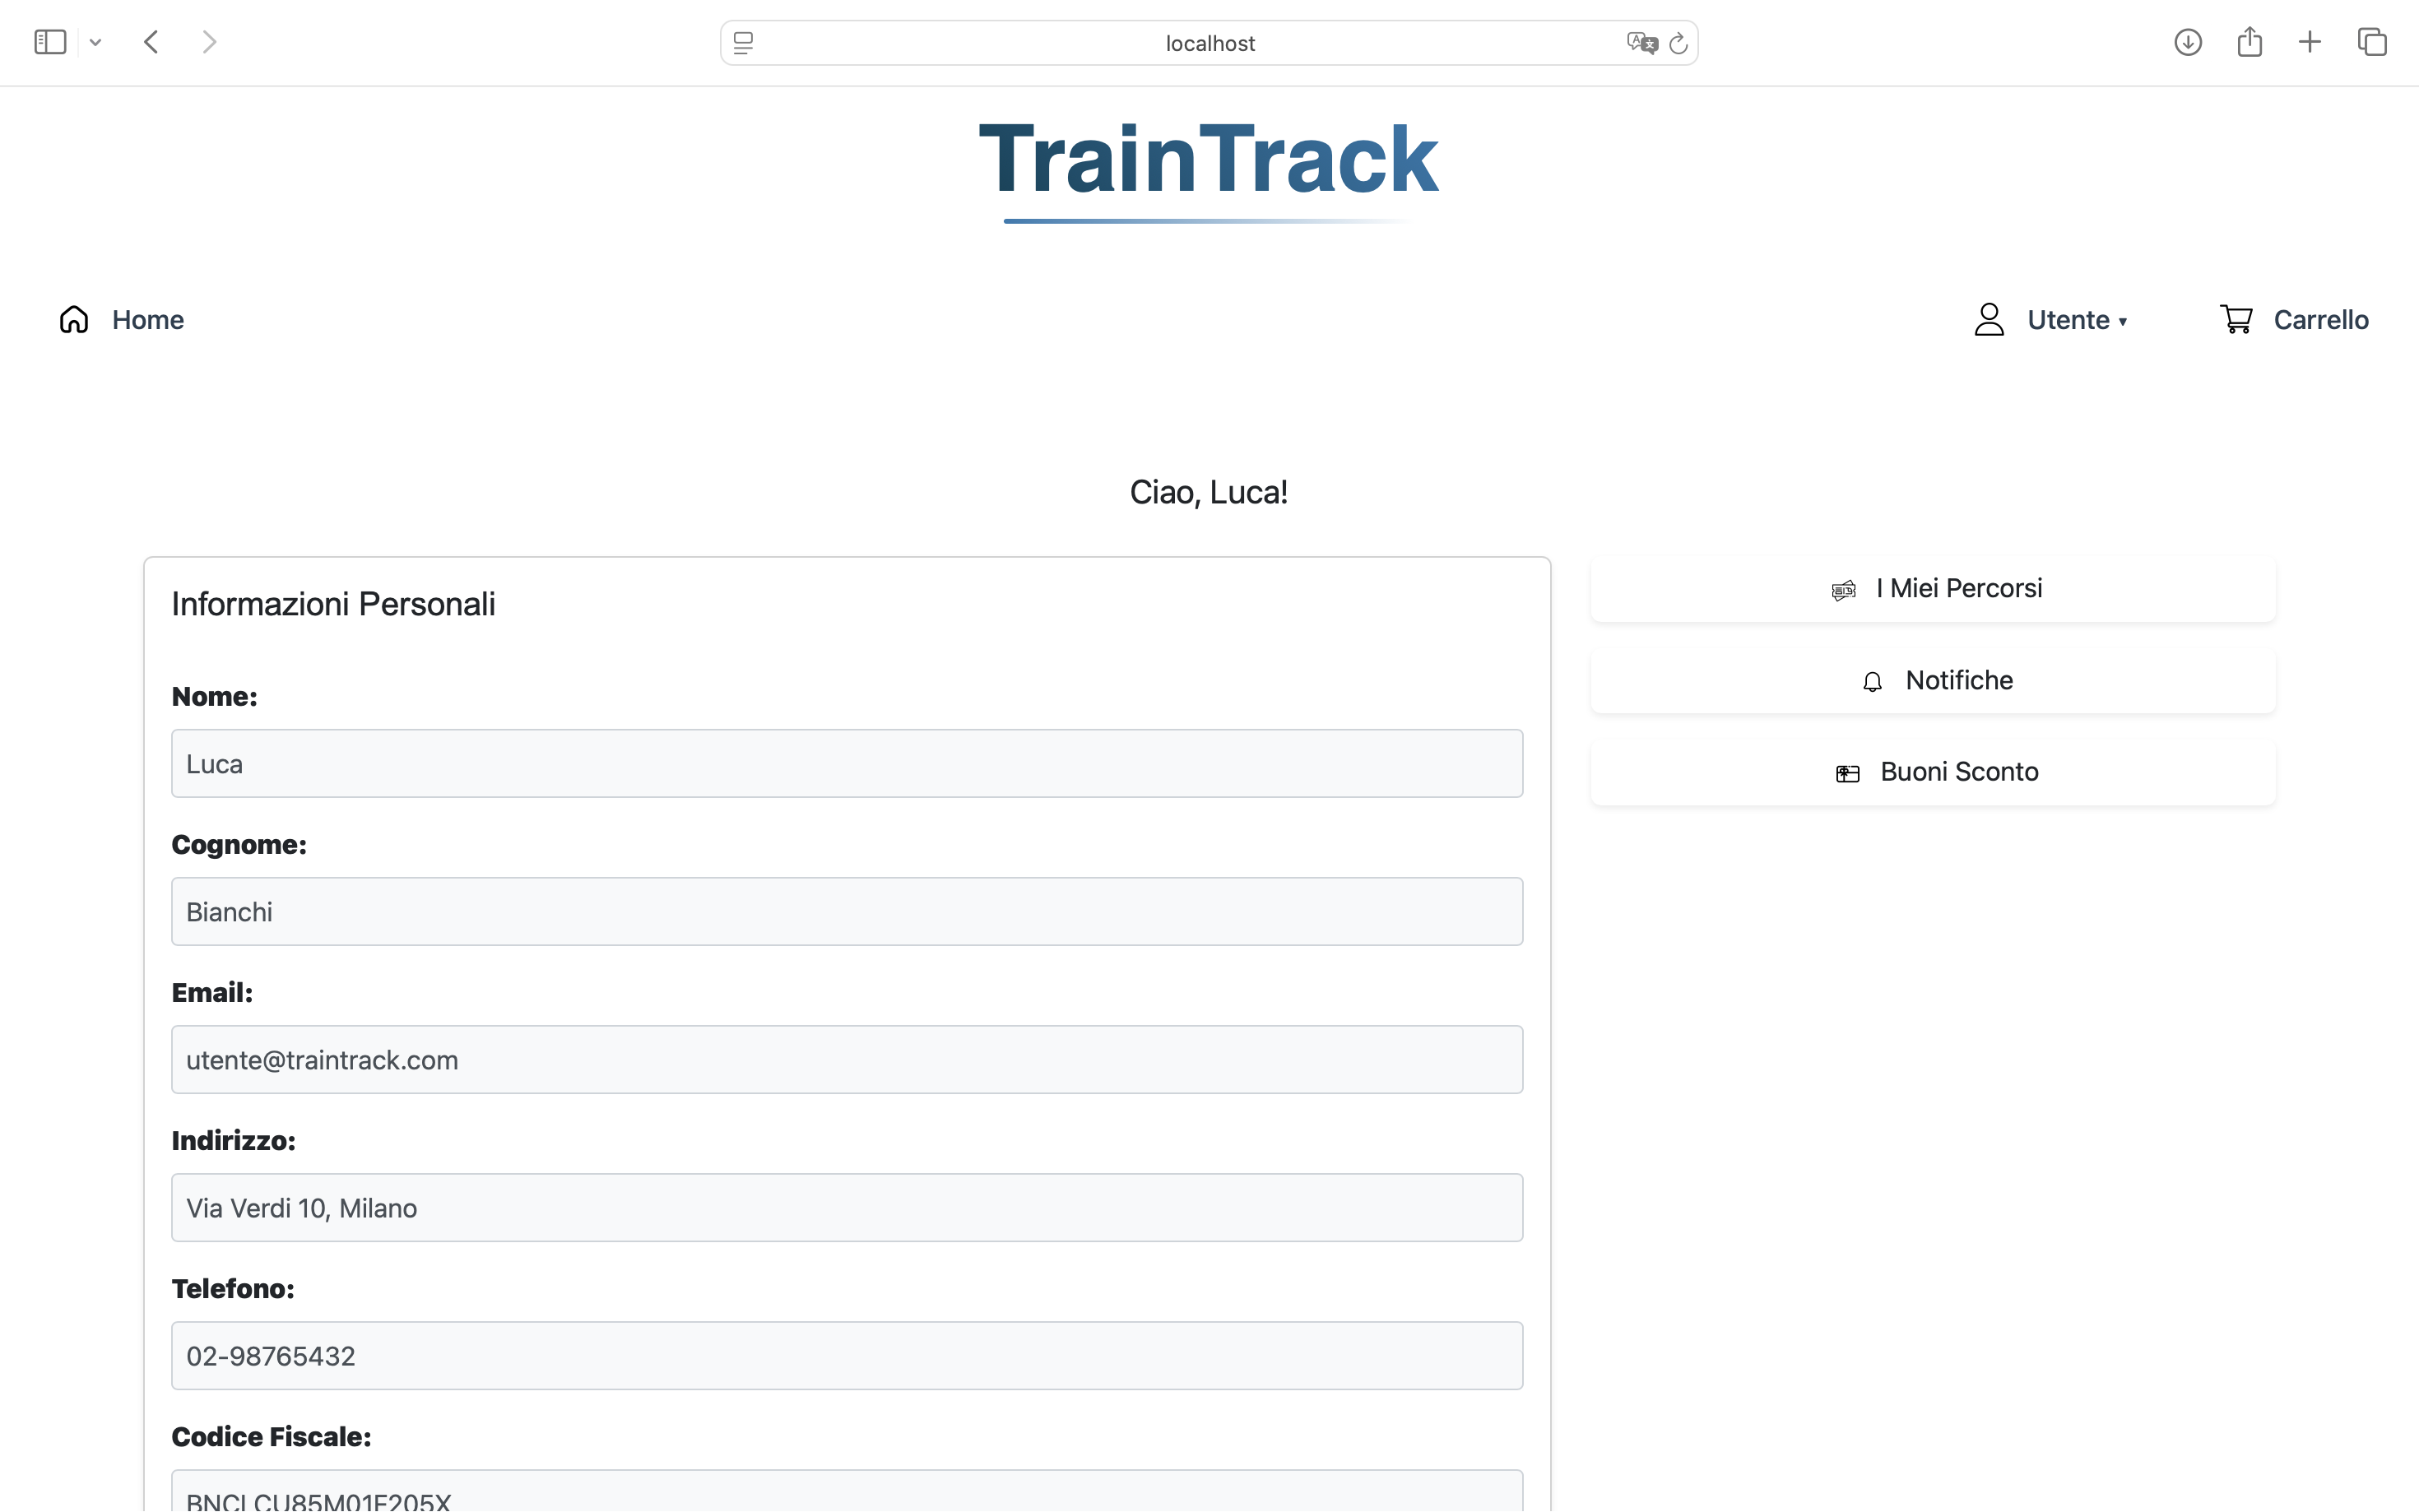 localhost
TrainTrack
Home
Utente ▾
Carrello
Ciao, Luca!
Informazioni Personali
Nome:
Luca
Cognome:
Bianchi
Email:
utente@traintrack.com
Indirizzo:
Via Verdi 10, Milano
Telefono:
02-98765432
Codice Fiscale:
BNCLCU85M01F205X
I Miei Percorsi
Notifiche
Buoni Sconto